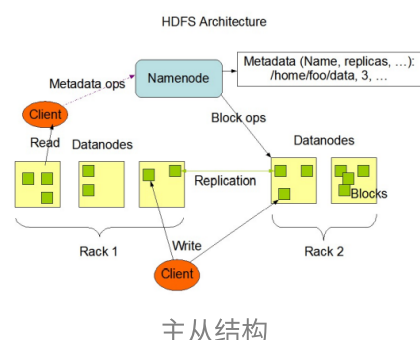 HDFS Architecture
Metadata (Name, replicas, …):
/home/foo/data, 3, …
Namenode
Metadata ops
Client
Block ops
Read
Datanodes
Datanodes
Replication
Blocks
Rack 1
Write
Rack 2
Client
主从结构